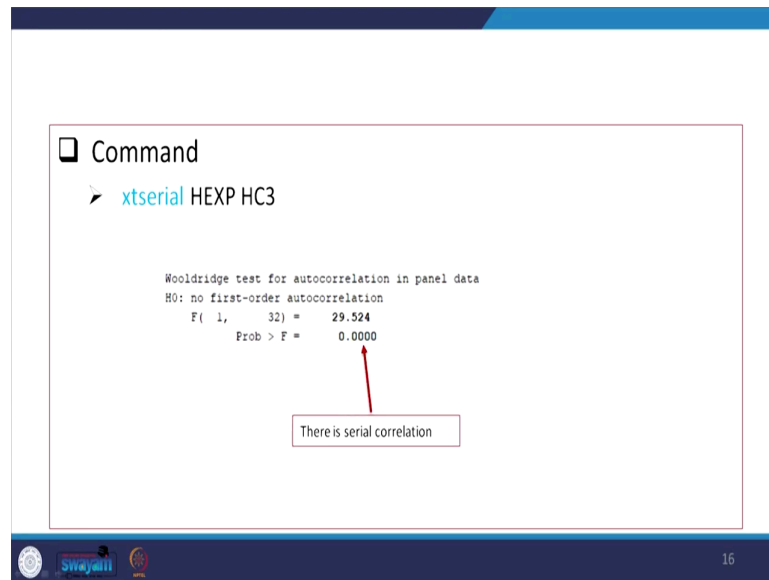 Command
xtserial HEXP HC3
Wooldridge test for autocorrelation in panel data
H0: no first-order autocorrelation
F( 1, 32) = 29.524
Prob > F = 0.0000
There is serial correlation
swayam
16